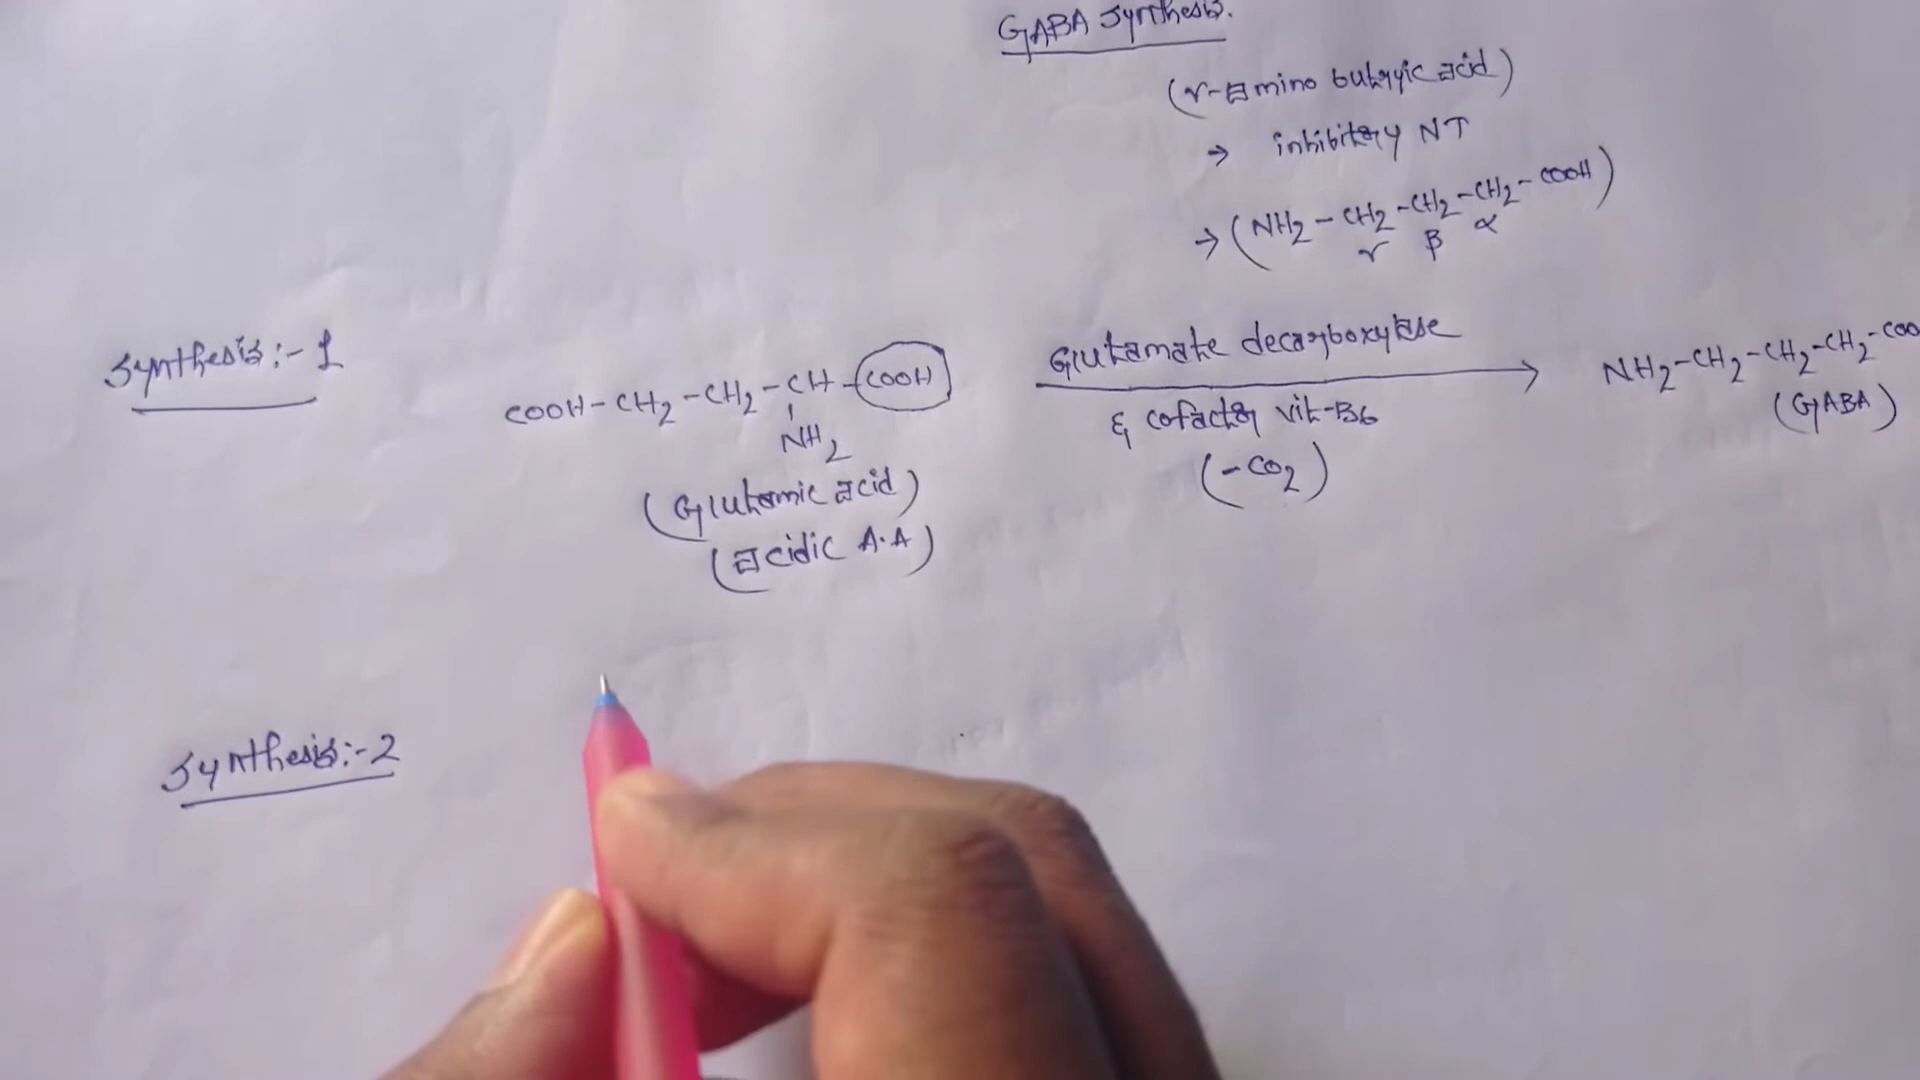 GABA Synthesis.
(γ-amino butryic acid)
→ inhibitory NT
→ (NH2-CH2-CH2-CH2-COOH)
γ β α
Synthesis:-1
COOH-CH2-CH2-CH-COOH
NH2
(Glutamic acid)
(acidic A.A)
Glutamate decarboxylase
& cofactor vit-B6
(-CO2)
NH2-CH2-CH2-CH2-COO
(GABA)
Synthesis:-2